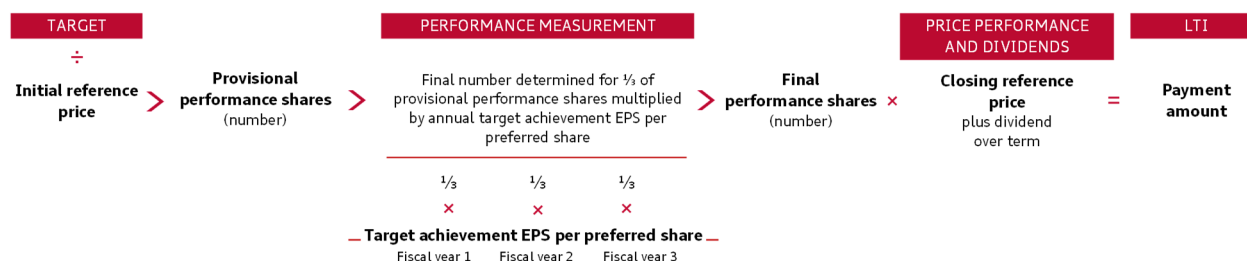 TARGET
÷
Initial reference
price
>
Provisional
performance shares
(number)
>
PERFORMANCE MEASUREMENT
Final number determined for ⅓ of
provisional performance shares multiplied
by annual target achievement EPS per
preferred share
⅓ ⅓ ⅓
× × ×
Target achievement EPS per preferred share
Fiscal year 1 Fiscal year 2 Fiscal year 3
>
Final
performance shares
(number)
×
PRICE PERFORMANCE
AND DIVIDENDS
Closing reference
price
plus dividend
over term
=
LTI
Payment
amount